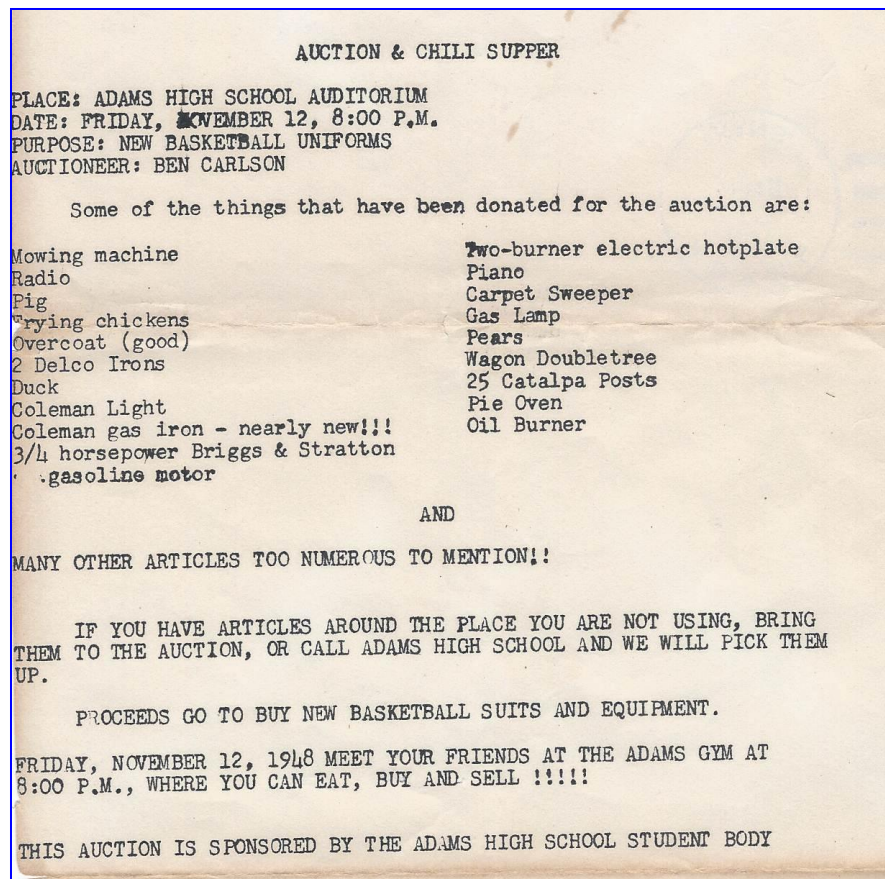 AUCTION & CHILI SUPPER
PLACE: ADAMS HIGH SCHOOL AUDITORIUM
DATE: FRIDAY, NOVEMBER 12, 8:00 P.M.
PURPOSE: NEW BASKETBALL UNIFORMS
AUCTIONEER: BEN CARLSON
Some of the things that have been donated for the auction are:
Mowing machine
Radio
Pig
Frying chickens
Overcoat (good)
2 Delco Irons
Duck
Coleman Light
Coleman gas iron - nearly new!!!
3/4 horsepower Briggs & Stratton
gasoline motor
Two-burner electric hotplate
Piano
Carpet Sweeper
Gas Lamp
Pears
Wagon Doubletree
25 Catalpa Posts
Pie Oven
Oil Burner
AND
MANY OTHER ARTICLES TOO NUMEROUS TO MENTION!!
IF YOU HAVE ARTICLES AROUND THE PLACE YOU ARE NOT USING, BRING
THEM TO THE AUCTION, OR CALL ADAMS HIGH SCHOOL AND WE WILL PICK THEM
UP.
PROCEEDS GO TO BUY NEW BASKETBALL SUITS AND EQUIPMENT.
FRIDAY, NOVEMBER 12, 1948 MEET YOUR FRIENDS AT THE ADAMS GYM AT
8:00 P.M., WHERE YOU CAN EAT, BUY AND SELL !!!!!
THIS AUCTION IS SPONSORED BY THE ADAMS HIGH SCHOOL STUDENT BODY